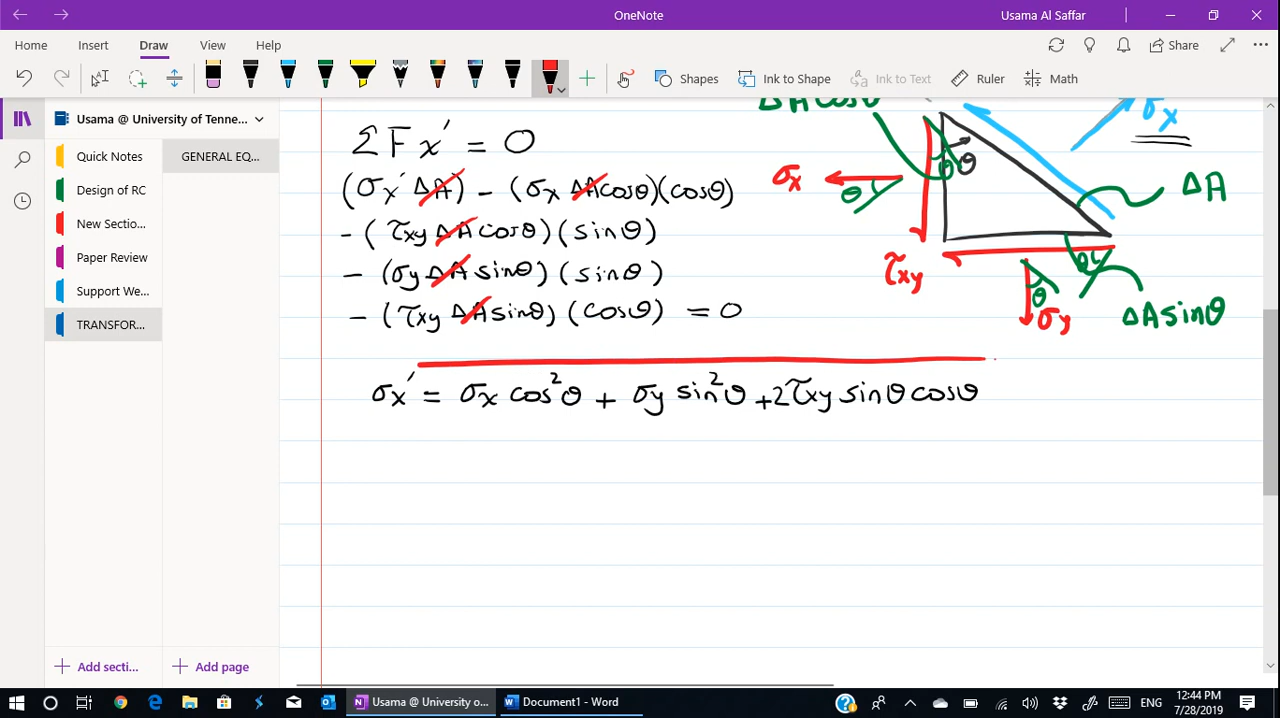 OneNote
Usama Al Saffar
Home Insert Draw View Help
Share
Shapes
Ink to Shape
Ink to Text
Ruler
Math
Usama @ University of Tenne...
Quick Notes
Design of RC
New Sectio...
Paper Review
Support We...
TRANSFOR...
GENERAL EQ...
Add secti...
Add page
ΣFx' = 0
(σx' ΔA) - (σx ΔA cosθ)(cosθ)
- (τxy ΔA cosθ)(sinθ)
- (σy ΔA sinθ)(sinθ)
- (τxy ΔA sinθ)(cosθ) = 0
σx' = σx cos²θ + σy sin²θ + 2τxy sinθ cosθ
ΔA cosθ
σx
θ
θ
θ
σx
θ
ΔA
τxy
θ
θ
σy
ΔA sinθ
Usama @ University o...
Document1 - Word
ENG
12:44 PM
7/28/2019